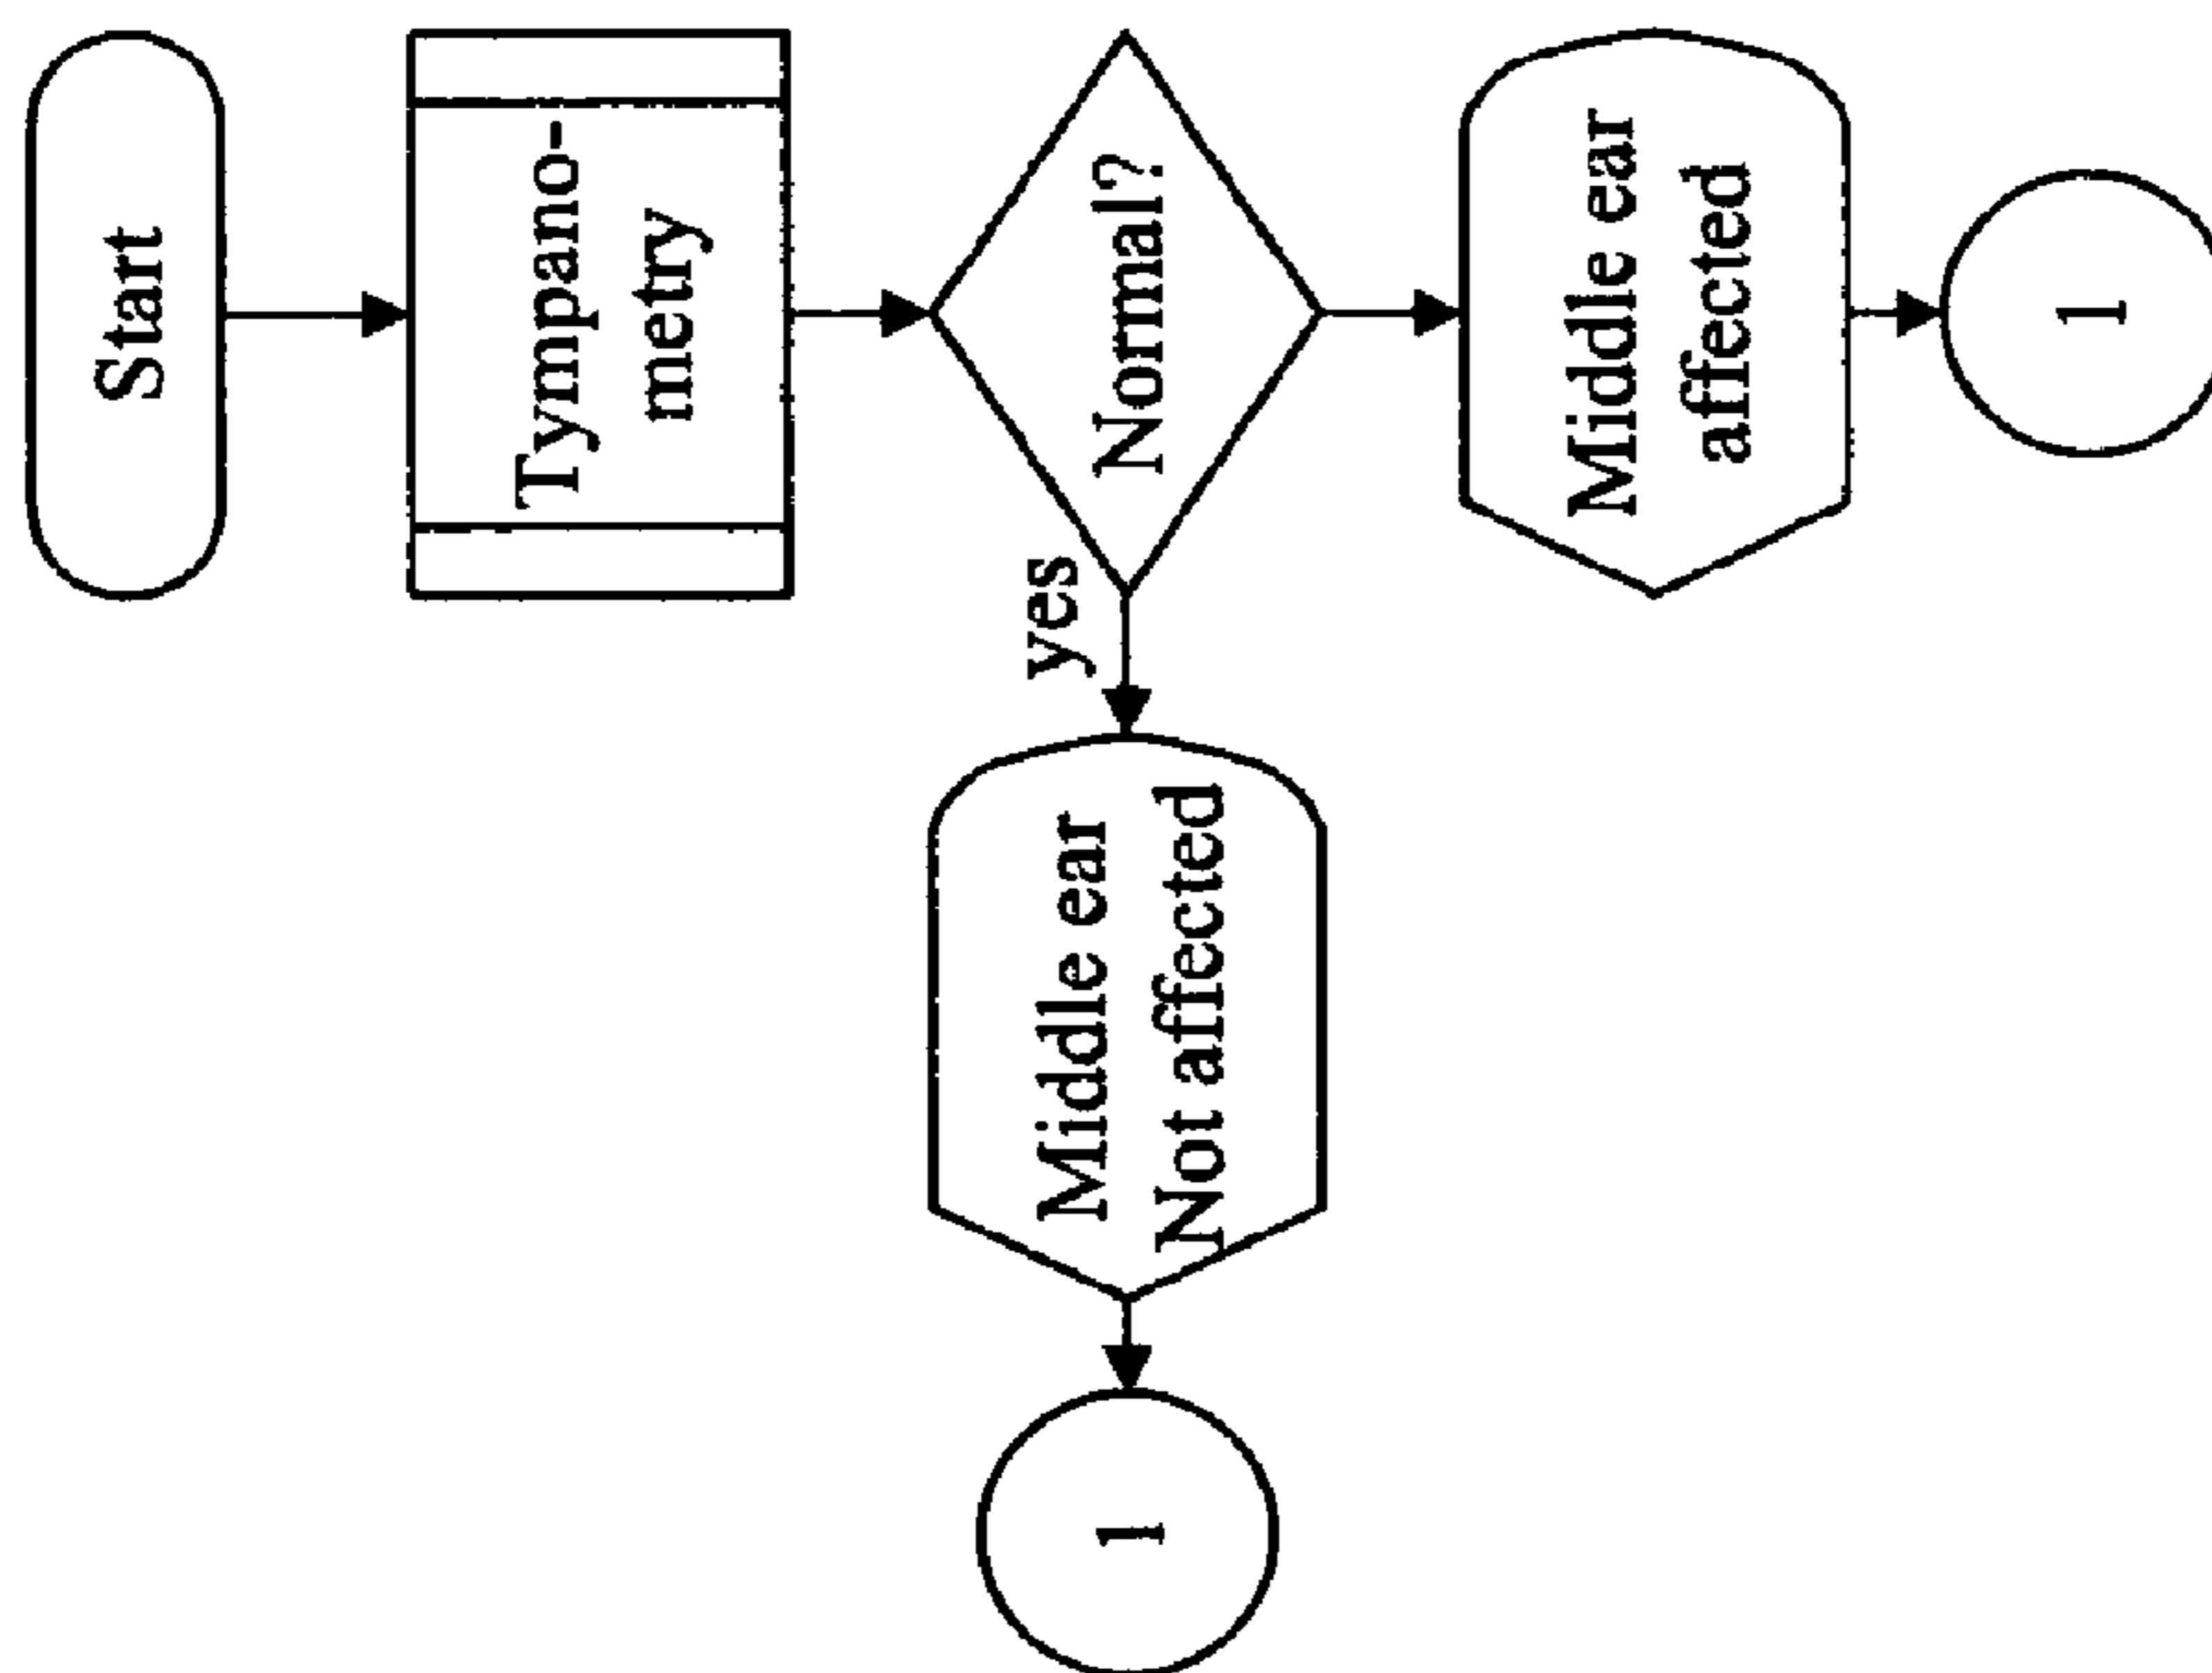 Start
Tympano-
metry
Normal?
yes
Middle ear
Not affected
1
Middle ear
affected
1